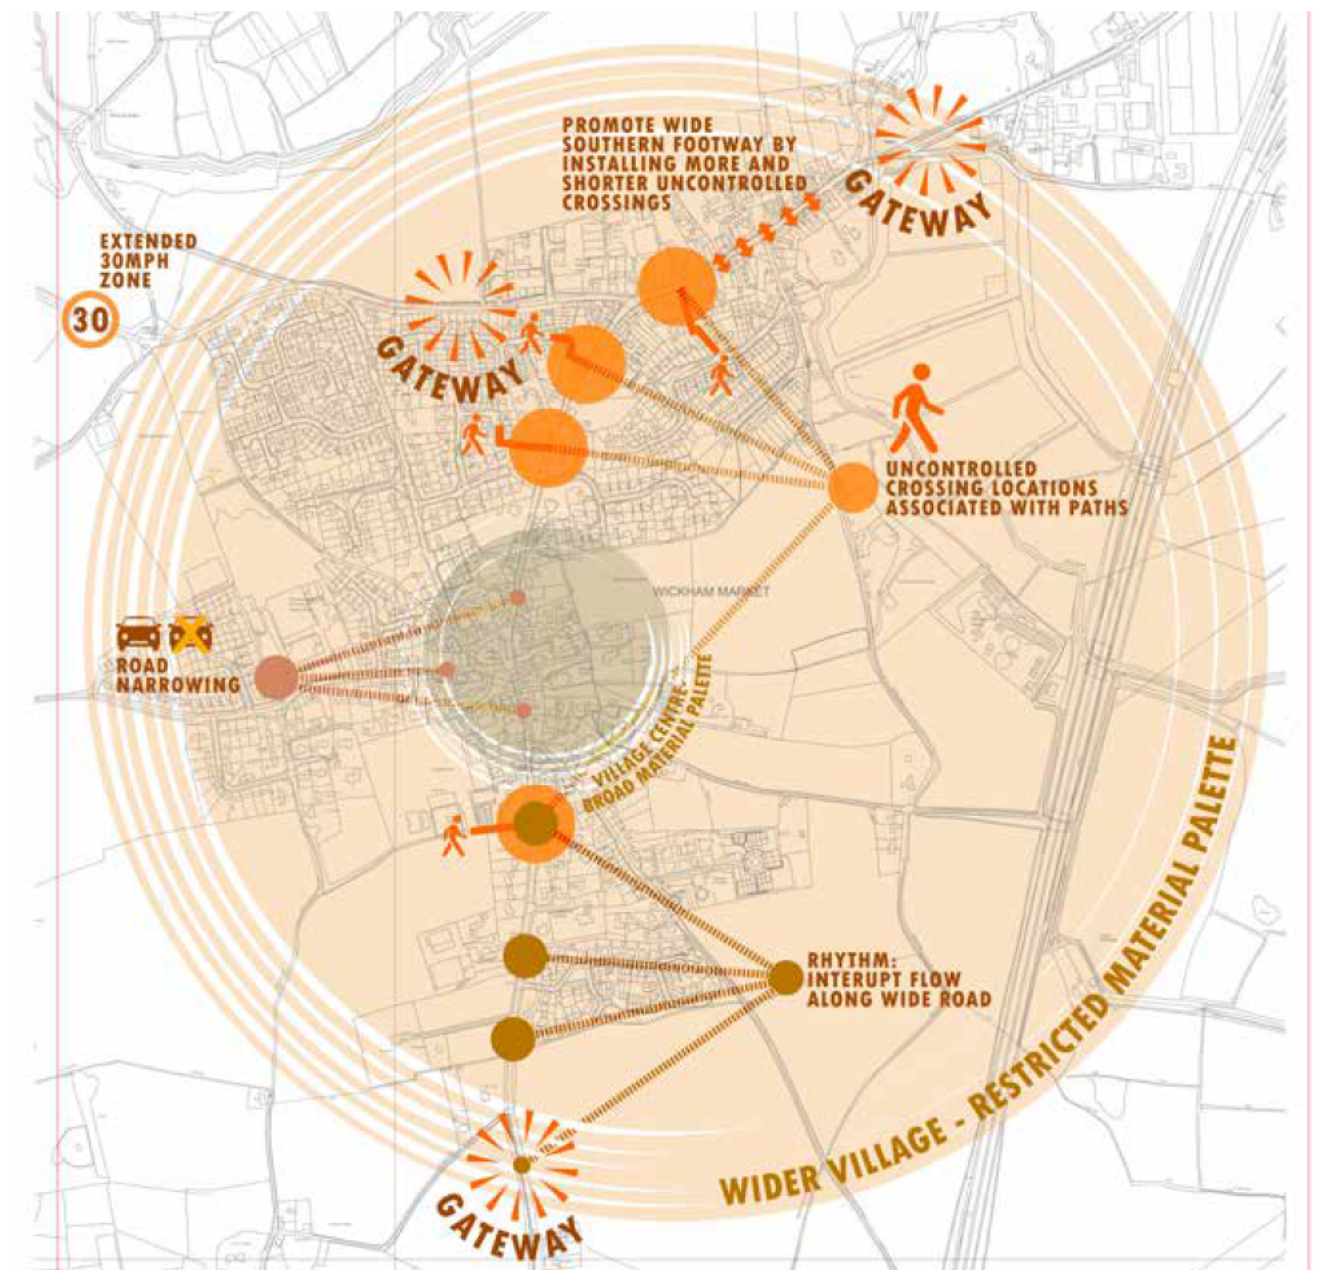 PROMOTE WIDE
SOUTHERN FOOTWAY BY
INSTALLING MORE AND
SHORTER UNCONTROLLED
CROSSINGS
GATEWAY
EXTENDED
30MPH
ZONE
30
GATEWAY
UNCONTROLLED
CROSSING LOCATIONS
ASSOCIATED WITH PATHS
WICKHAM MARKET
ROAD
NARROWING
VILLAGE CENTRE-
BROAD MATERIAL PALETTE
RHYTHM:
INTERUPT FLOW
ALONG WIDE ROAD
WIDER VILLAGE - RESTRICTED MATERIAL PALETTE
GATEWAY